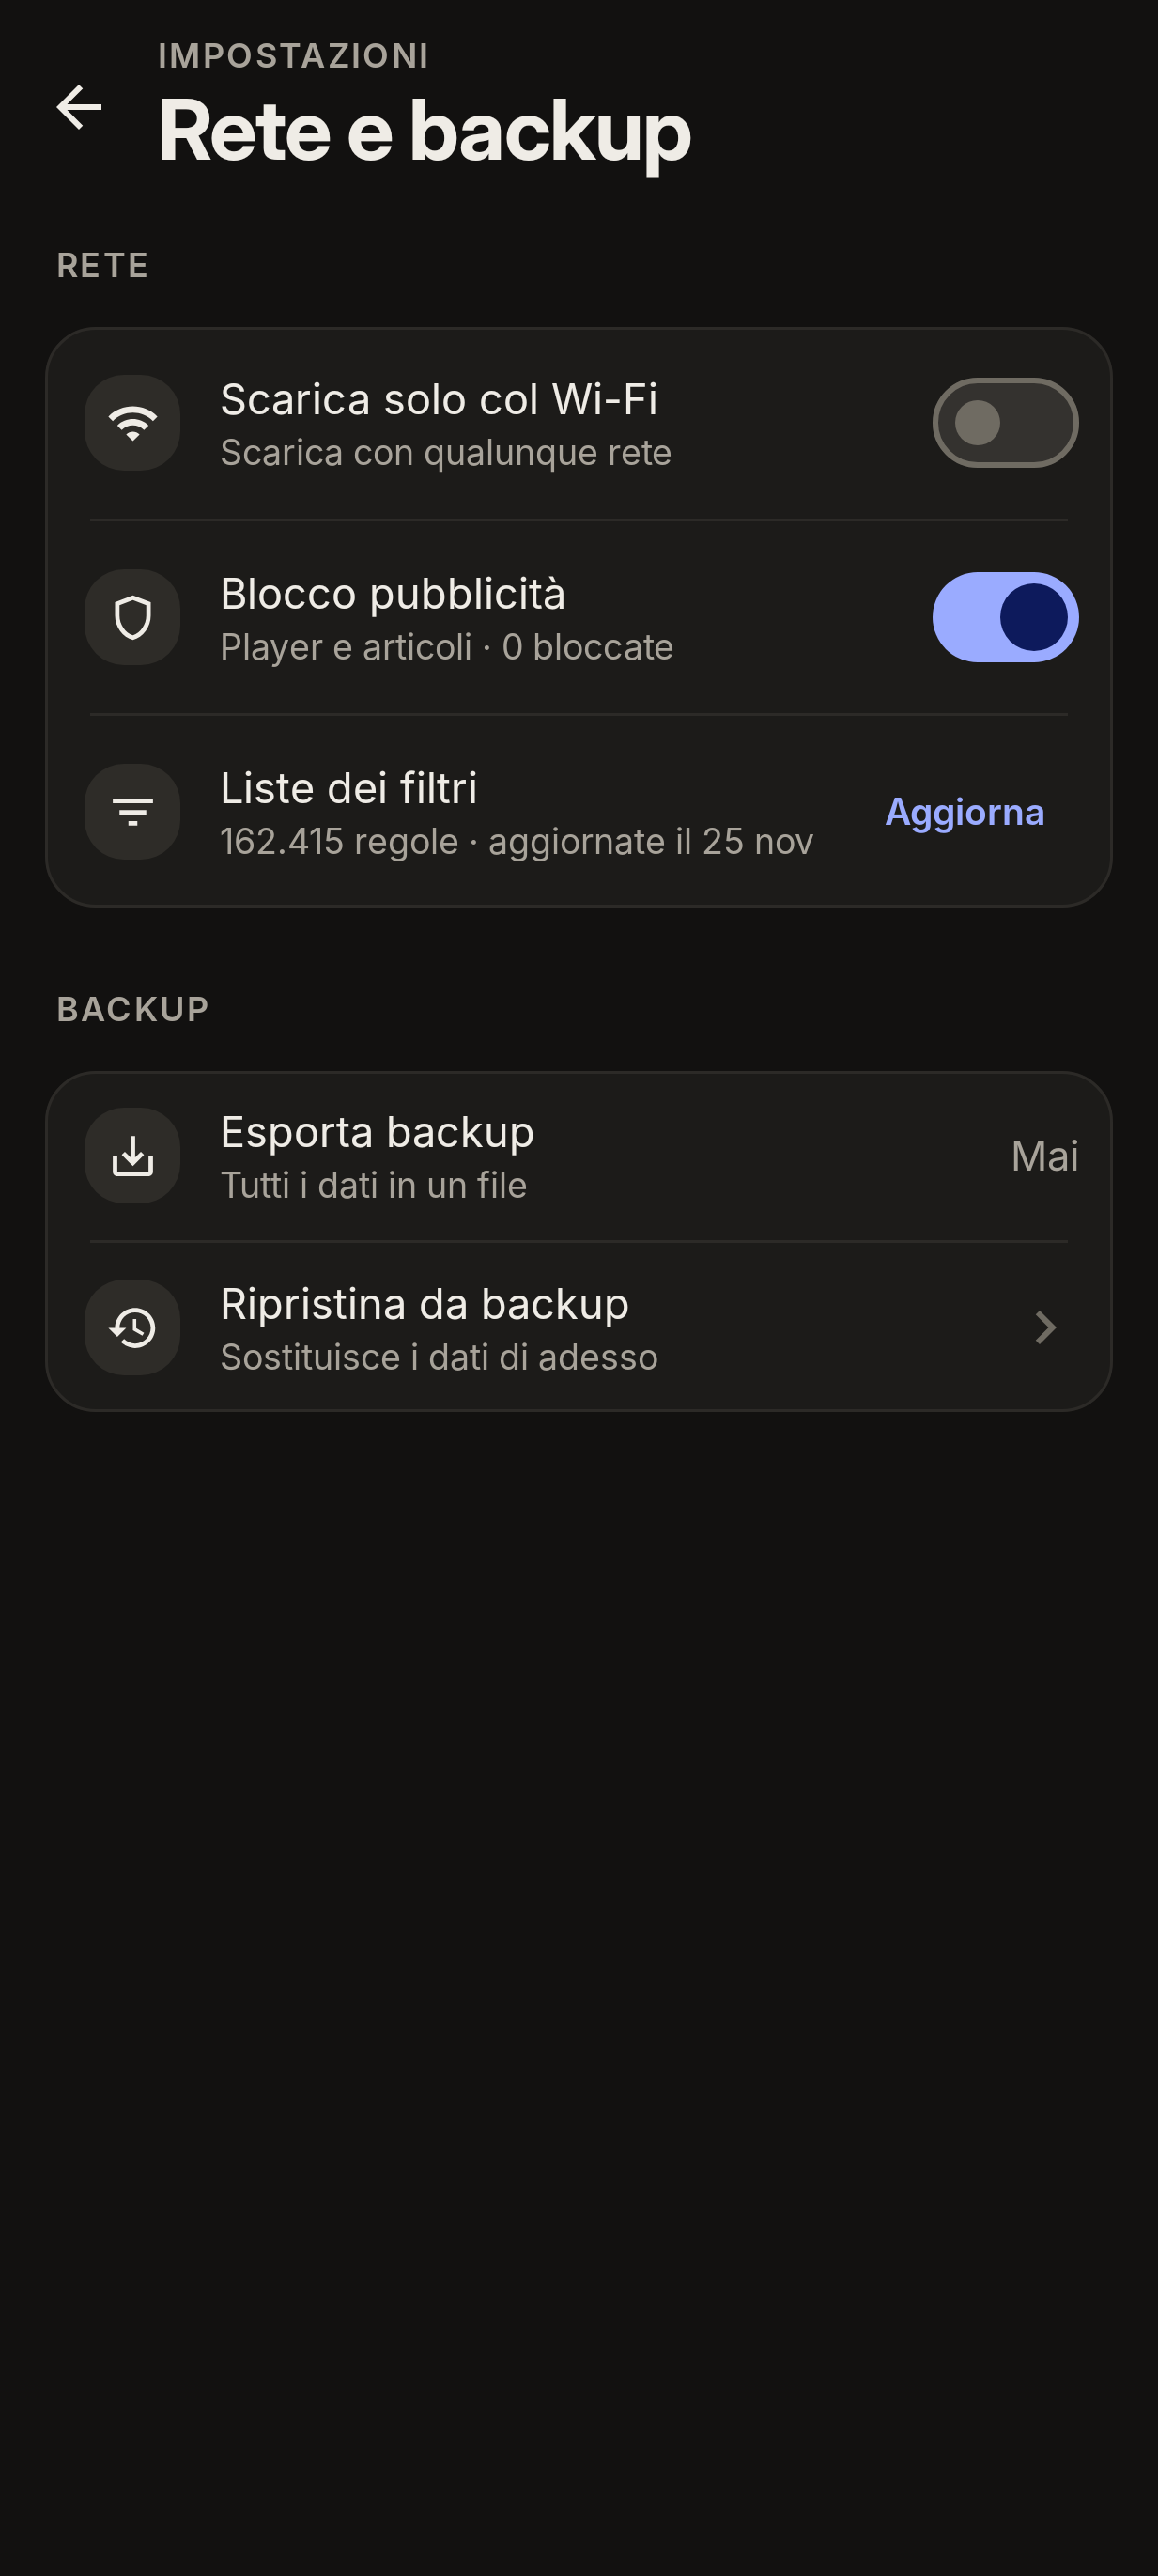 IMPOSTAZIONI
Rete e backup
RETE
Scarica solo col Wi-Fi
Scarica con qualunque rete
Blocco pubblicità
Player e articoli · 0 bloccate
Liste dei filtri
162.415 regole · aggiornate il 25 nov
Aggiorna
BACKUP
Esporta backup
Tutti i dati in un file
Mai
Ripristina da backup
Sostituisce i dati di adesso